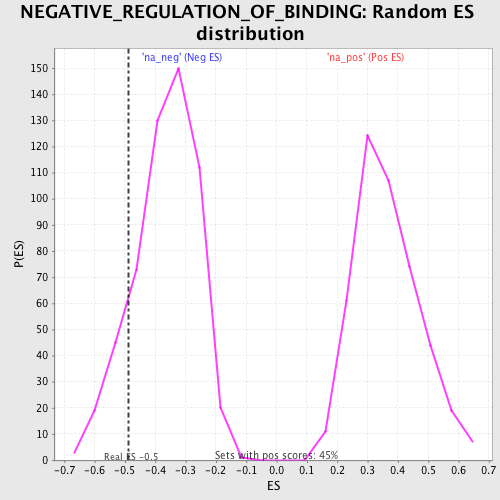 NEGATIVE_REGULATION_OF_BINDING: Random ES
distribution
'na_neg' (Neg ES)
'na_pos' (Pos ES)
150
140
130
120
110
100
90
80
70
60
50
40
30
20
10
0
P(ES)
Real ES -0.5
Sets with pos scores: 45%
-0.7 -0.6 -0.5 -0.4 -0.3 -0.2 -0.1 0.0 0.1 0.2 0.3 0.4 0.5 0.6 0.7
ES